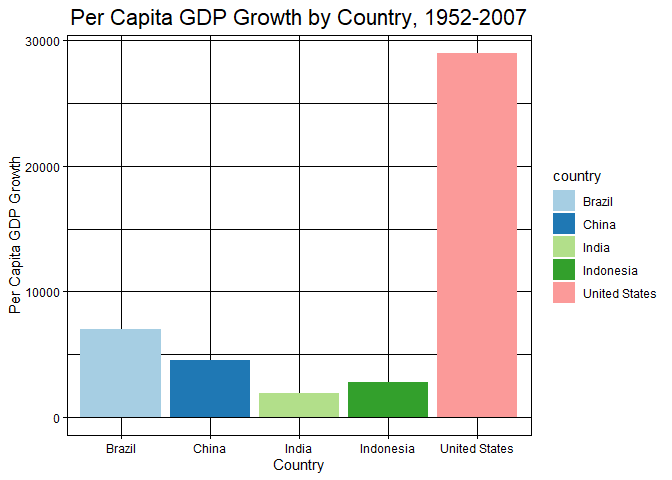 Per Capita GDP Growth by Country, 1952-2007
30000
20000
10000
0
Per Capita GDP Growth
Brazil
China
India
Indonesia
United States
Country
country
Brazil
China
India
Indonesia
United States